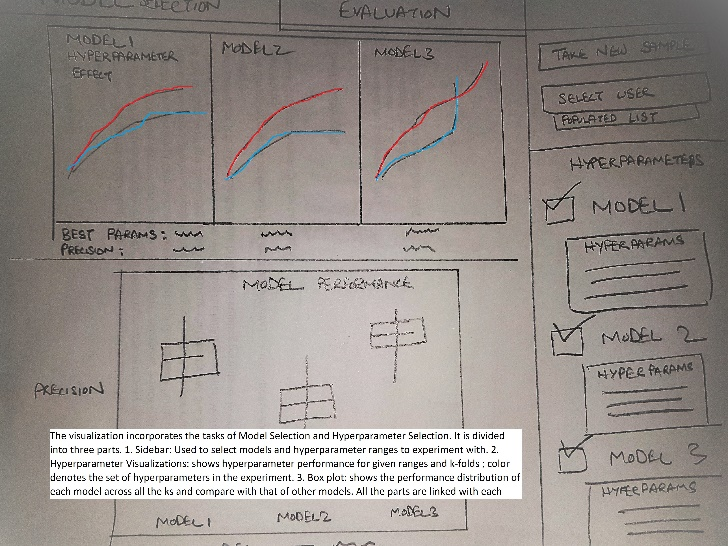 MODEL SELECTION
EVALUATION
MODEL 1
HYPERPARAMETER
EFFECT
MODEL 2
MODEL 3
BEST PARAMS:
PRECISION:
TAKE NEW SAMPLE
SELECT USER
POPULATED LIST
HYPERPARAMETERS
MODEL 1
HYPERPARAMS
MODEL 2
HYPERPARAMS
MODEL 3
HYPERPARAMS
MODEL PERFORMANCE
PRECISION
The visualization incorporates the tasks of Model Selection and Hyperparameter Selection. It is divided
into three parts. 1. Sidebar: Used to select models and hyperparameter ranges to experiment with. 2.
Hyperparameter Visualizations: shows hyperparameter performance for given ranges and k-folds ; color
denotes the set of hyperparameters in the experiment. 3. Box plot: shows the performance distribution of
each model across all the ks and compare with that of other models. All the parts are linked with each
MODEL 1
MODEL 2
MODEL 3